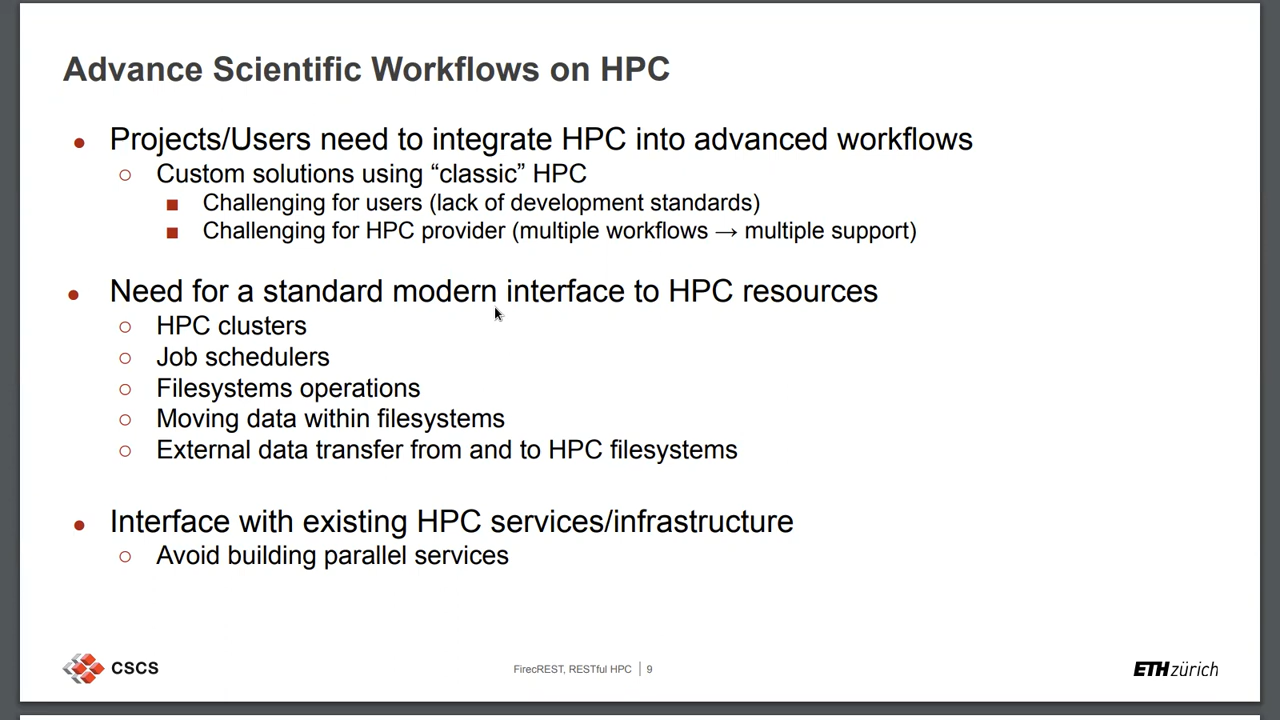 Advance Scientific Workflows on HPC
Projects/Users need to integrate HPC into advanced workflows
Custom solutions using “classic” HPC
Challenging for users (lack of development standards)
Challenging for HPC provider (multiple workflows → multiple support)
Need for a standard modern interface to HPC resources
HPC clusters
Job schedulers
Filesystems operations
Moving data within filesystems
External data transfer from and to HPC filesystems
Interface with existing HPC services/infrastructure
Avoid building parallel services
CSCS
FirecREST, RESTful HPC | 9
ETH zürich